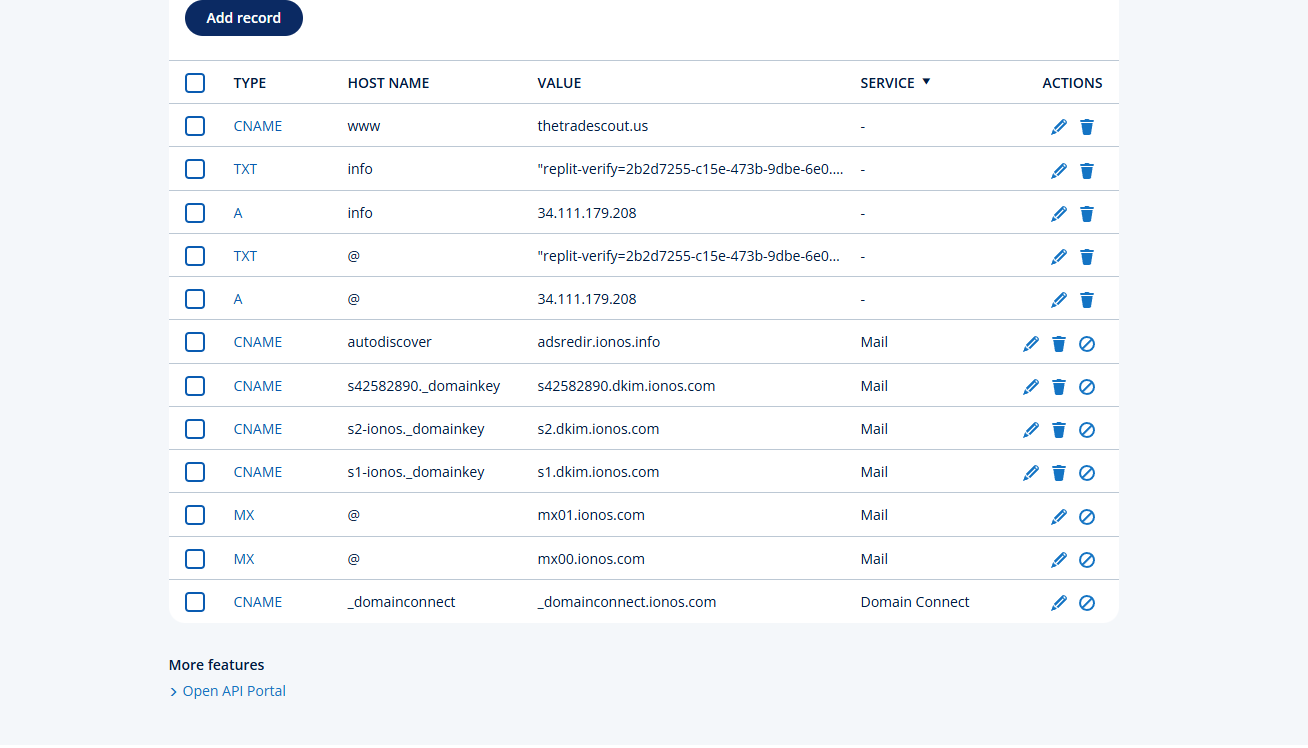 Add record
TYPE HOST NAME VALUE SERVICE ▼ ACTIONS
CNAME www thetradescout.us -
TXT info "replit-verify=2b2d7255-c15e-473b-9dbe-6e0.... -
A info 34.111.179.208 -
TXT @ "replit-verify=2b2d7255-c15e-473b-9dbe-6e0... -
A @ 34.111.179.208 -
CNAME autodiscover adsredir.ionos.info Mail
CNAME s42582890._domainkey s42582890.dkim.ionos.com Mail
CNAME s2-ionos._domainkey s2.dkim.ionos.com Mail
CNAME s1-ionos._domainkey s1.dkim.ionos.com Mail
MX @ mx01.ionos.com Mail
MX @ mx00.ionos.com Mail
CNAME _domainconnect _domainconnect.ionos.com Domain Connect
More features
> Open API Portal